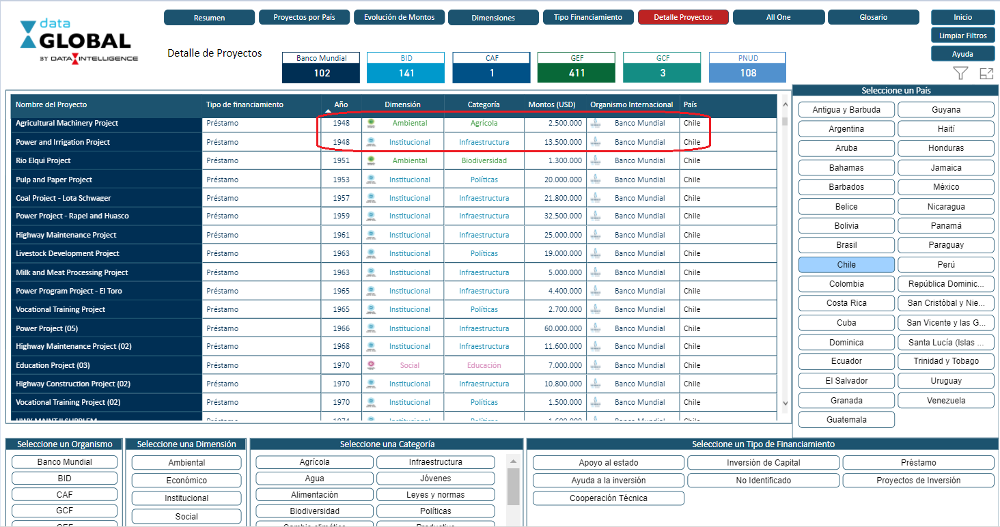 data
GLOBAL
BY DATA INTELLIGENCE
Resumen
Proyectos por País
Evolución de Montos
Dimensiones
Tipo Financiamiento
Detalle Proyectos
All One
Glosario
Inicio
Limpiar Filtros
Ayuda
Detalle de Proyectos
Banco Mundial
102
BID
141
CAF
1
GEF
411
GCF
3
PNUD
108
Nombre del Proyecto Tipo de financiamiento Año Dimensión Categoría Montos (USD) Organismo Internacional País
Agricultural Machinery Project Préstamo 1948 Ambiental Agrícola 2.500.000 Banco Mundial Chile
Power and Irrigation Project Préstamo 1948 Institucional Infraestructura 13.500.000 Banco Mundial Chile
Rio Elqui Project Préstamo 1951 Ambiental Biodiversidad 1.300.000 Banco Mundial Chile
Pulp and Paper Project Préstamo 1953 Institucional Políticas 20.000.000 Banco Mundial Chile
Coal Project - Lota Schwager Préstamo 1957 Institucional Infraestructura 21.800.000 Banco Mundial Chile
Power Project - Rapel and Huasco Préstamo 1959 Institucional Infraestructura 32.500.000 Banco Mundial Chile
Highway Maintenance Project Préstamo 1961 Institucional Infraestructura 25.000.000 Banco Mundial Chile
Livestock Development Project Préstamo 1963 Institucional Políticas 19.000.000 Banco Mundial Chile
Milk and Meat Processing Project Préstamo 1963 Institucional Infraestructura 5.000.000 Banco Mundial Chile
Power Program Project - El Toro Préstamo 1965 Institucional Infraestructura 4.400.000 Banco Mundial Chile
Vocational Training Project Préstamo 1965 Institucional Políticas 2.700.000 Banco Mundial Chile
Power Project (05) Préstamo 1966 Institucional Infraestructura 60.000.000 Banco Mundial Chile
Highway Maintenance Project (02) Préstamo 1968 Institucional Infraestructura 11.600.000 Banco Mundial Chile
Education Project (03) Préstamo 1970 Social Educación 7.000.000 Banco Mundial Chile
Highway Construction Project (02) Préstamo 1970 Institucional Infraestructura 10.800.000 Banco Mundial Chile
Vocational Training Project (02) Préstamo 1970 Institucional Políticas 1.500.000 Banco Mundial Chile
Seleccione un País
Antigua y Barbuda Guyana
Argentina Haití
Aruba Honduras
Bahamas Jamaica
Barbados México
Belice Nicaragua
Bolivia Panamá
Brasil Paraguay
Chile Perú
Colombia República Dominic...
Costa Rica San Cristóbal y Nie...
Cuba San Vicente y las G...
Dominica Santa Lucía (Islas ...
Ecuador Trinidad y Tobago
El Salvador Uruguay
Granada Venezuela
Guatemala
Seleccione un Organismo
Banco Mundial
BID
CAF
GCF
GEF
Seleccione una Dimensión
Ambiental
Económico
Institucional
Social
Seleccione una Categoría
Agrícola Infraestructura
Agua Jóvenes
Alimentación Leyes y normas
Biodiversidad Políticas
Cambio climático Productivo
Seleccione un Tipo de Financiamiento
Apoyo al estado Inversión de Capital Préstamo
Ayuda a la inversión No Identificado Proyectos de Inversión
Cooperación Técnica